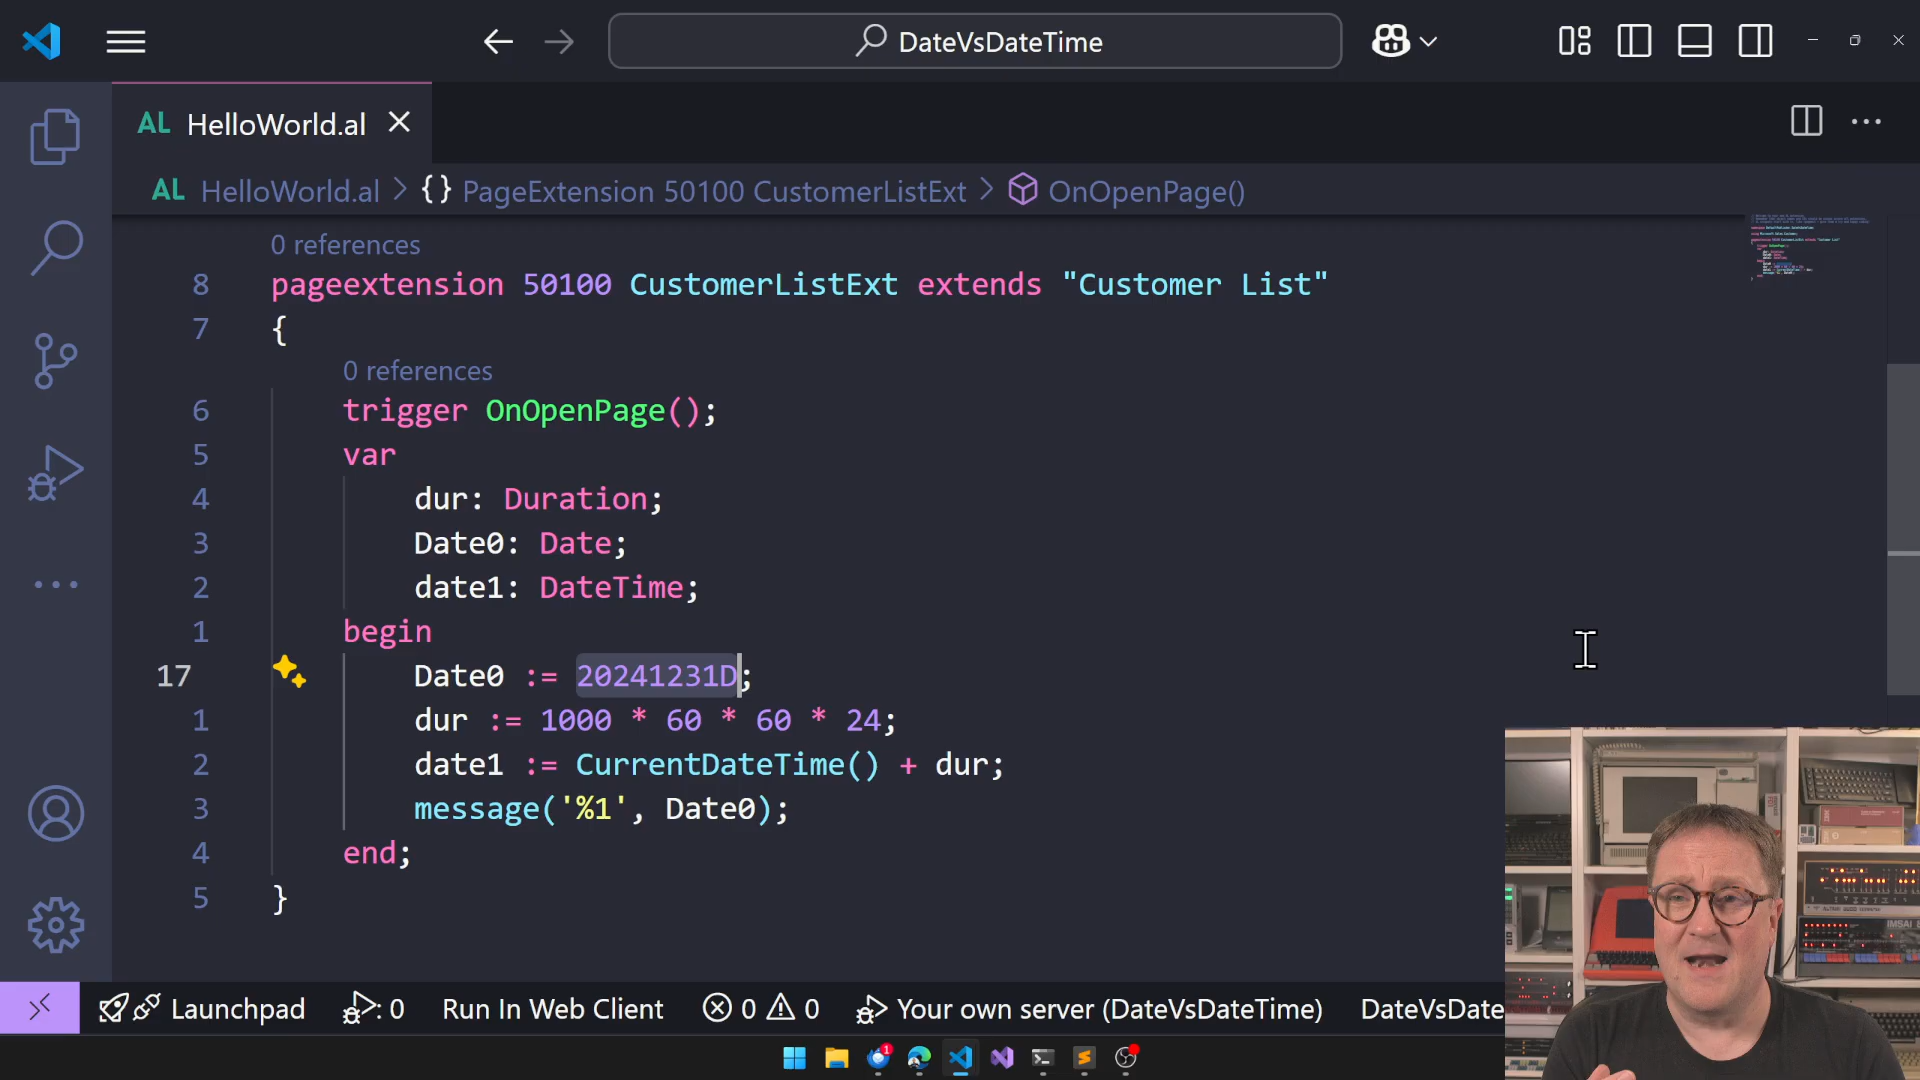 DateVsDateTime
AL HelloWorld.al
AL HelloWorld.al > {} PageExtension 50100 CustomerListExt > OnOpenPage()
0 references
8 pageextension 50100 CustomerListExt extends "Customer List"
7 {
0 references
6 trigger OnOpenPage();
5 var
4 dur: Duration;
3 Date0: Date;
2 date1: DateTime;
1 begin
17 Date0 := 20241231D;
1 dur := 1000 * 60 * 60 * 24;
2 date1 := CurrentDateTime() + dur;
3 message('%1', Date0);
4 end;
5 }
Launchpad : 0 Run In Web Client 0 0 Your own server (DateVsDateTime) DateVsDate
1